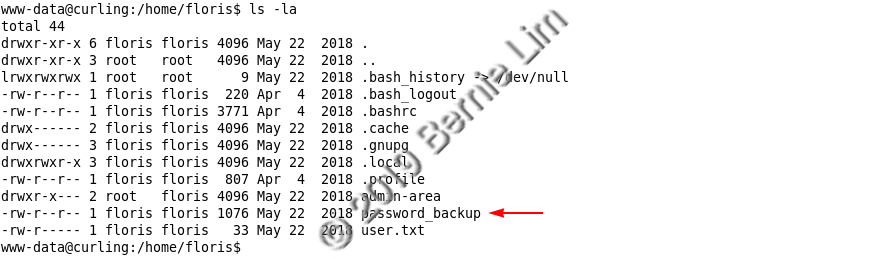 www-data@curling:/home/floris$ ls -la
total 44
drwxr-xr-x 6 floris floris 4096 May 22  2018 .
drwxr-xr-x 3 root   root   4096 May 22  2018 ..
lrwxrwxrwx 1 root   root      9 May 22  2018 .bash_history -> /dev/null
-rw-r--r-- 1 floris floris  220 Apr  4  2018 .bash_logout
-rw-r--r-- 1 floris floris 3771 Apr  4  2018 .bashrc
drwx------ 2 floris floris 4096 May 22  2018 .cache
drwx------ 3 floris floris 4096 May 22  2018 .gnupg
drwxrwxr-x 3 floris floris 4096 May 22  2018 .local
-rw-r--r-- 1 floris floris  807 Apr  4  2018 .profile
drwxr-x--- 2 root   floris 4096 May 22  2018 admin-area
-rw-r--r-- 1 floris floris 1076 May 22  2018 password_backup
-rw-r--r-- 1 floris floris   33 May 22  2018 user.txt
www-data@curling:/home/floris$
© 2019 Bernie Lim